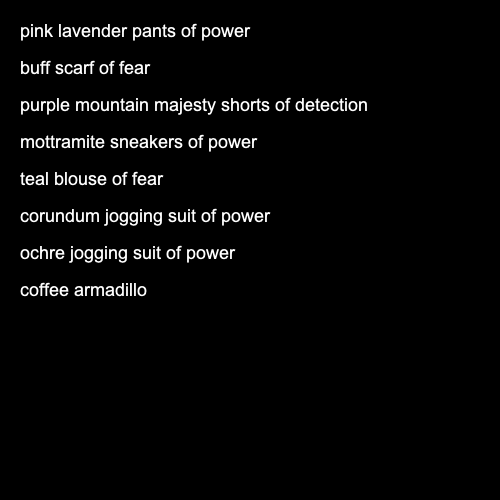 pink lavender pants of power
buff scarf of fear
purple mountain majesty shorts of detection
mottramite sneakers of power
teal blouse of fear
corundum jogging suit of power
ochre jogging suit of power
coffee armadillo